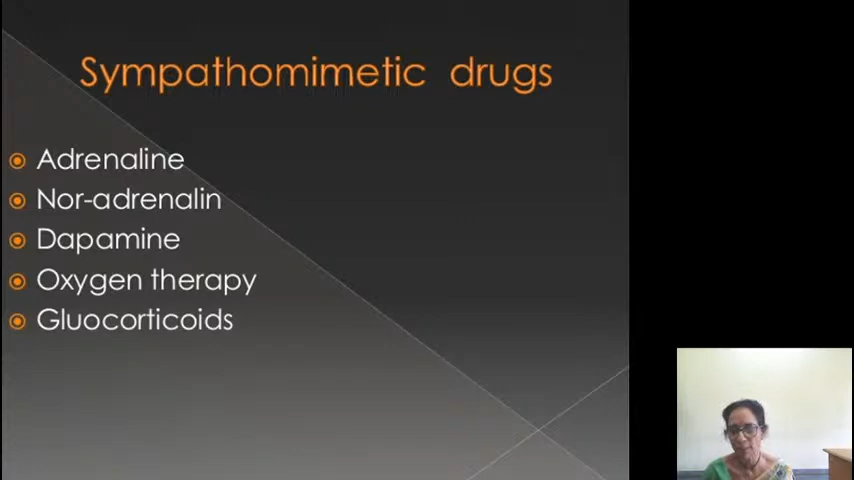 Sympathomimetic drugs
Adrenaline
Nor-adrenalin
Dapamine
Oxygen therapy
Gluocorticoids